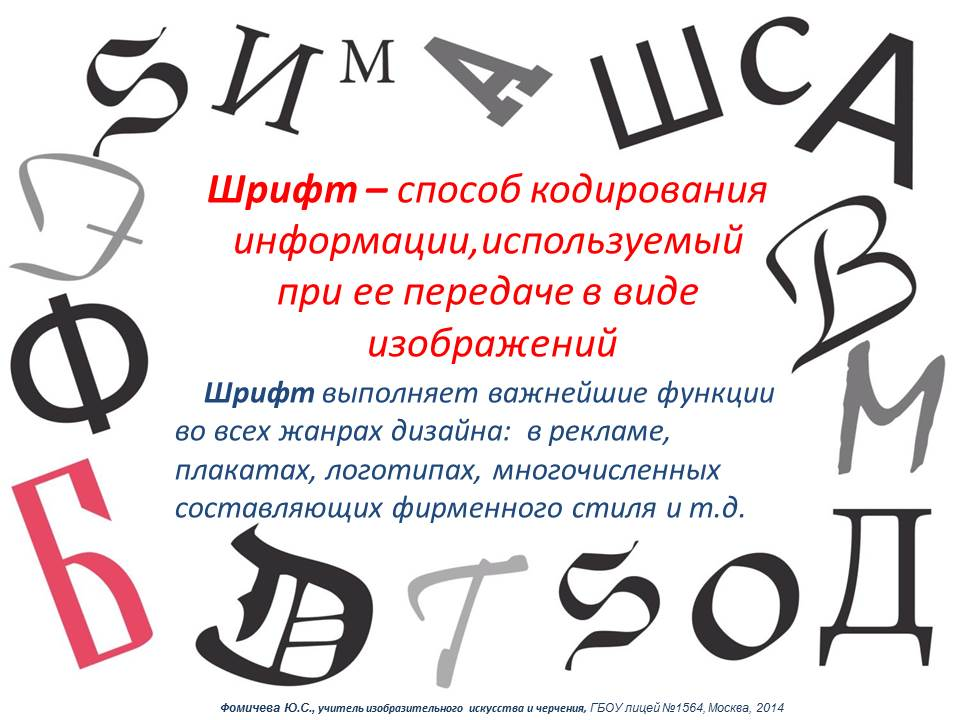 S И М А Ш С А
Шрифт – способ кодирования
информации,используемый
при ее передаче в виде
изображений
Шрифт выполняет важнейшие функции
во всех жанрах дизайна: в рекламе,
плакатах, логотипах, многочисленных
составляющих фирменного стиля и т.д.
Э
В
Ф
М
Б
D T S O Д
Фомичева Ю.С., учитель изобразительного искусства и черчения, ГБОУ лицей №1564, Москва, 2014